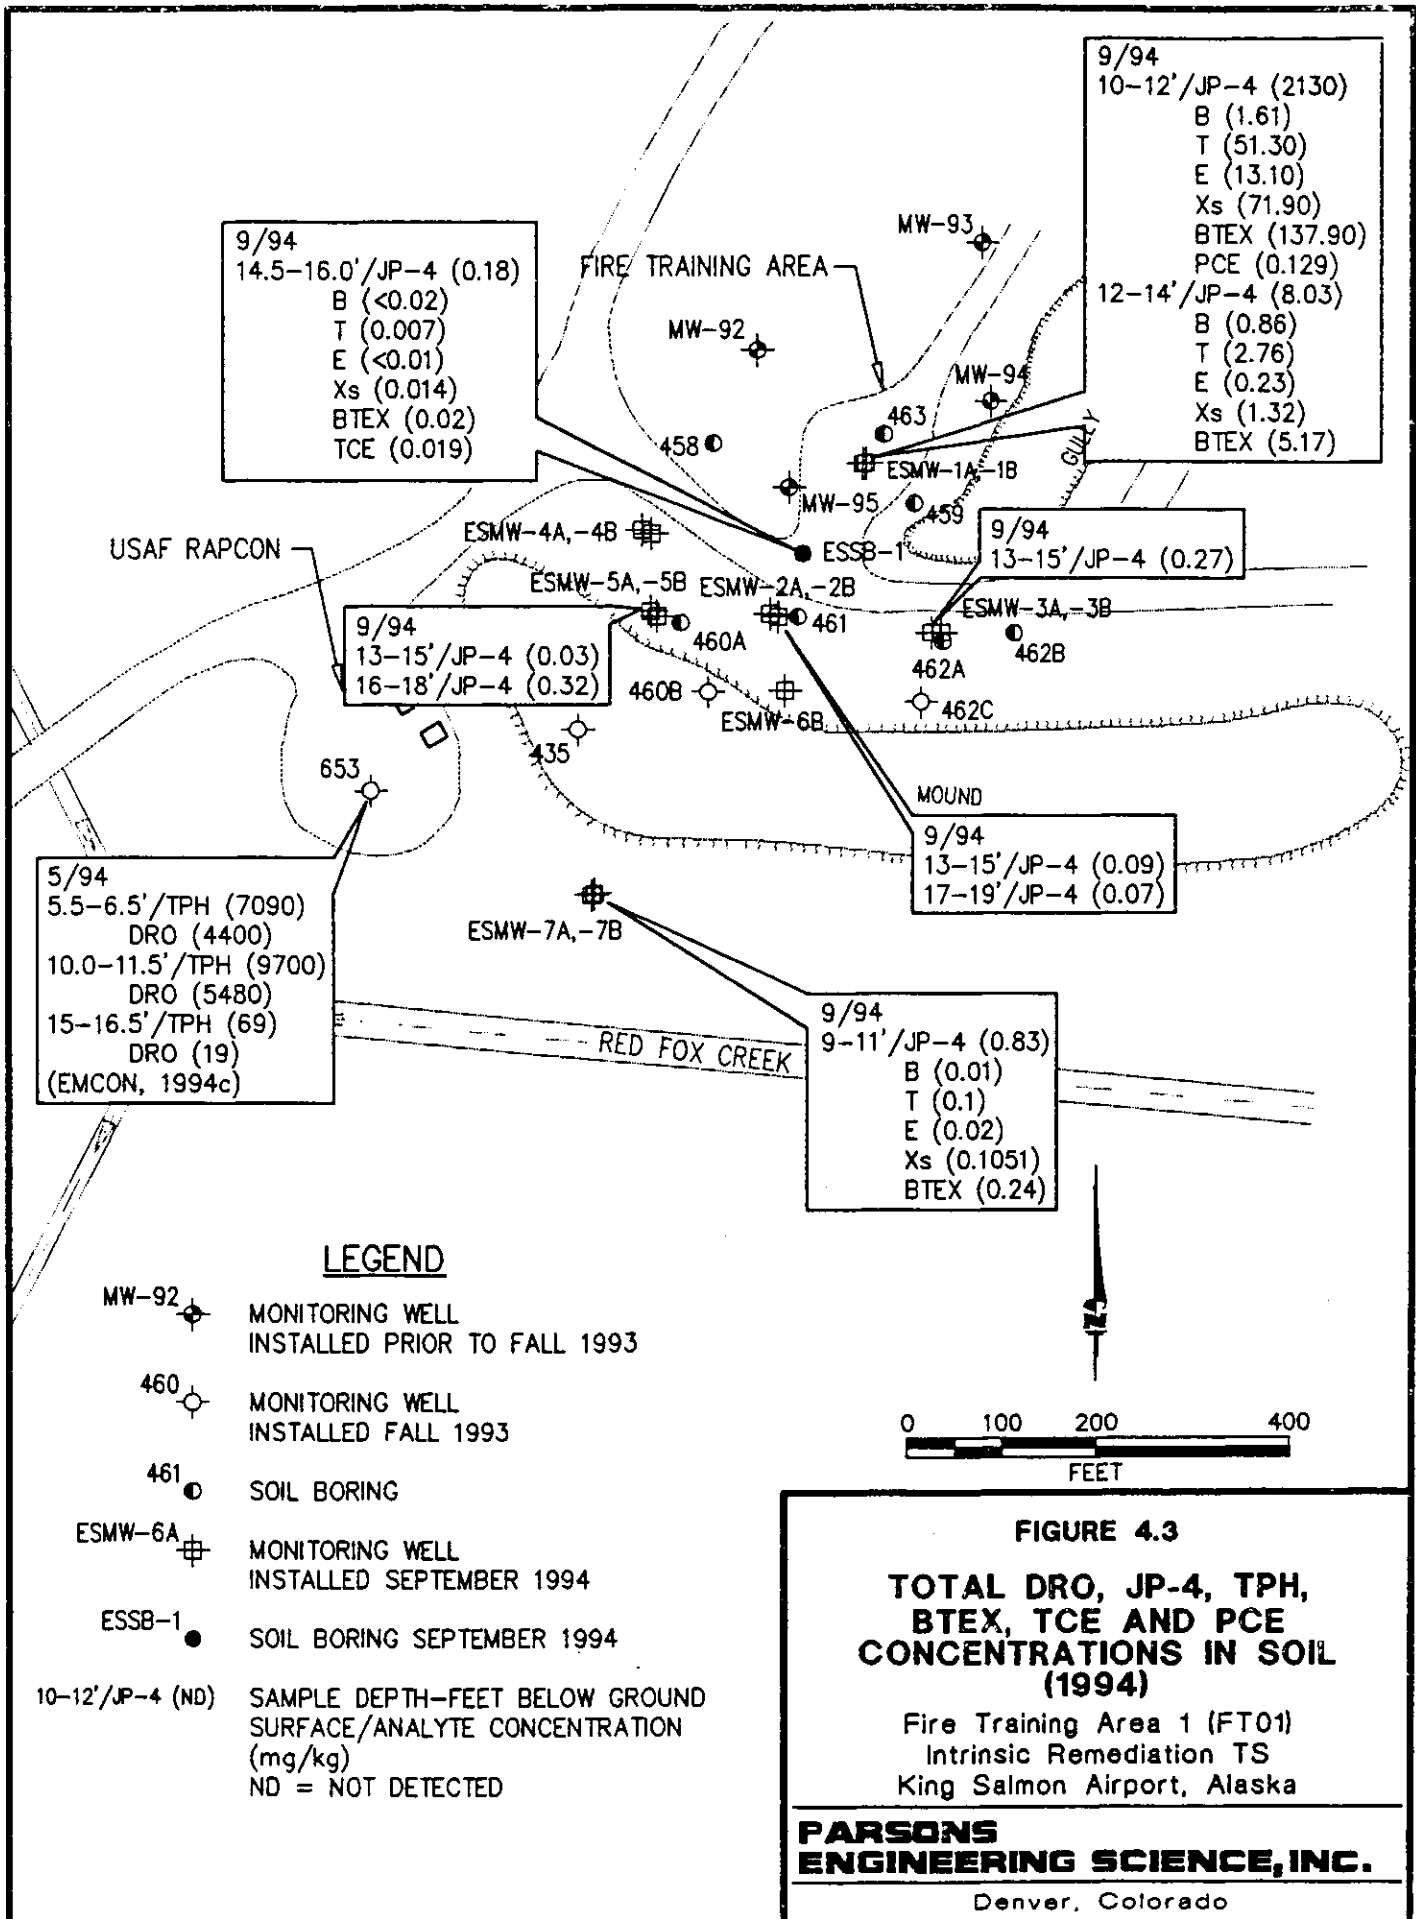 9/94
10-12'/JP-4 (2130)
B (1.61)
T (51.30)
E (13.10)
Xs (71.90)
BTEX (137.90)
PCE (0.129)
12-14'/JP-4 (8.03)
B (0.86)
T (2.76)
E (0.23)
Xs (1.32)
BTEX (5.17)
9/94
14.5-16.0'/JP-4 (0.18)
B (<0.02)
T (0.007)
E (<0.01)
Xs (0.014)
BTEX (0.02)
TCE (0.019)
MW-93
FIRE TRAINING AREA
MW-92
MW-94
463
458
GULLY
ESMW-1A,-1B
MW-95
459
ESMW-4A,-4B
USAF RAPCON
ESSB-1
9/94
13-15'/JP-4 (0.27)
ESMW-5A,-5B
ESMW-2A,-2B
ESMW-3A,-3B
9/94
13-15'/JP-4 (0.03)
16-18'/JP-4 (0.32)
460A
461
462A
462B
460B
ESMW-6B
462C
435
653
MOUND
9/94
13-15'/JP-4 (0.09)
17-19'/JP-4 (0.07)
5/94
5.5-6.5'/TPH (7090)
DRO (4400)
10.0-11.5'/TPH (9700)
DRO (5480)
15-16.5'/TPH (69)
DRO (19)
(EMCON, 1994c)
ESMW-7A,-7B
RED FOX CREEK
9/94
9-11'/JP-4 (0.83)
B (0.01)
T (0.1)
E (0.02)
Xs (0.1051)
BTEX (0.24)
LEGEND
MW-92
MONITORING WELL
INSTALLED PRIOR TO FALL 1993
460
MONITORING WELL
INSTALLED FALL 1993
461
SOIL BORING
ESMW-6A
MONITORING WELL
INSTALLED SEPTEMBER 1994
ESSB-1
SOIL BORING SEPTEMBER 1994
10-12'/JP-4 (ND)
SAMPLE DEPTH-FEET BELOW GROUND
SURFACE/ANALYTE CONCENTRATION
(mg/kg)
ND = NOT DETECTED
N
0 100 200 400
FEET
FIGURE 4.3
TOTAL DRO, JP-4, TPH,
BTEX, TCE AND PCE
CONCENTRATIONS IN SOIL
(1994)
Fire Training Area 1 (FT01)
Intrinsic Remediation TS
King Salmon Airport, Alaska
PARSONS
ENGINEERING SCIENCE, INC.
Denver, Colorado